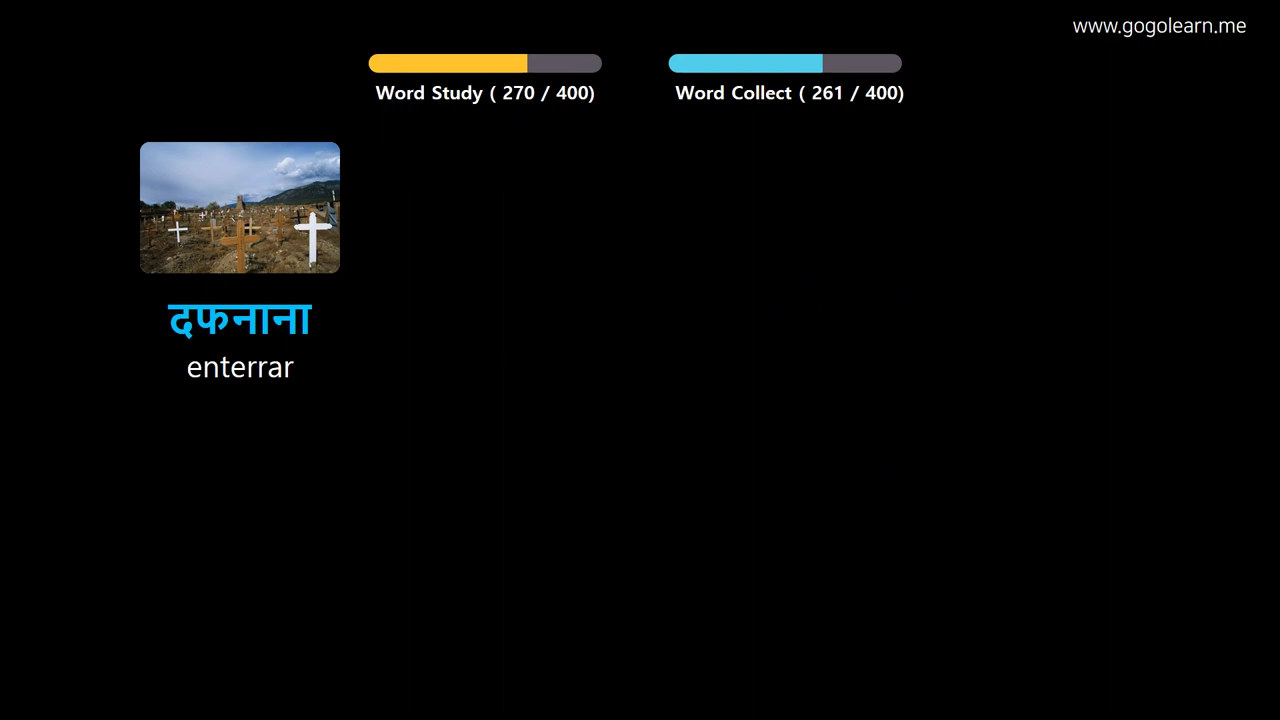 www.gogolearn.me
Word Study ( 270 / 400)
Word Collect ( 261 / 400)
दफनाना
enterrar